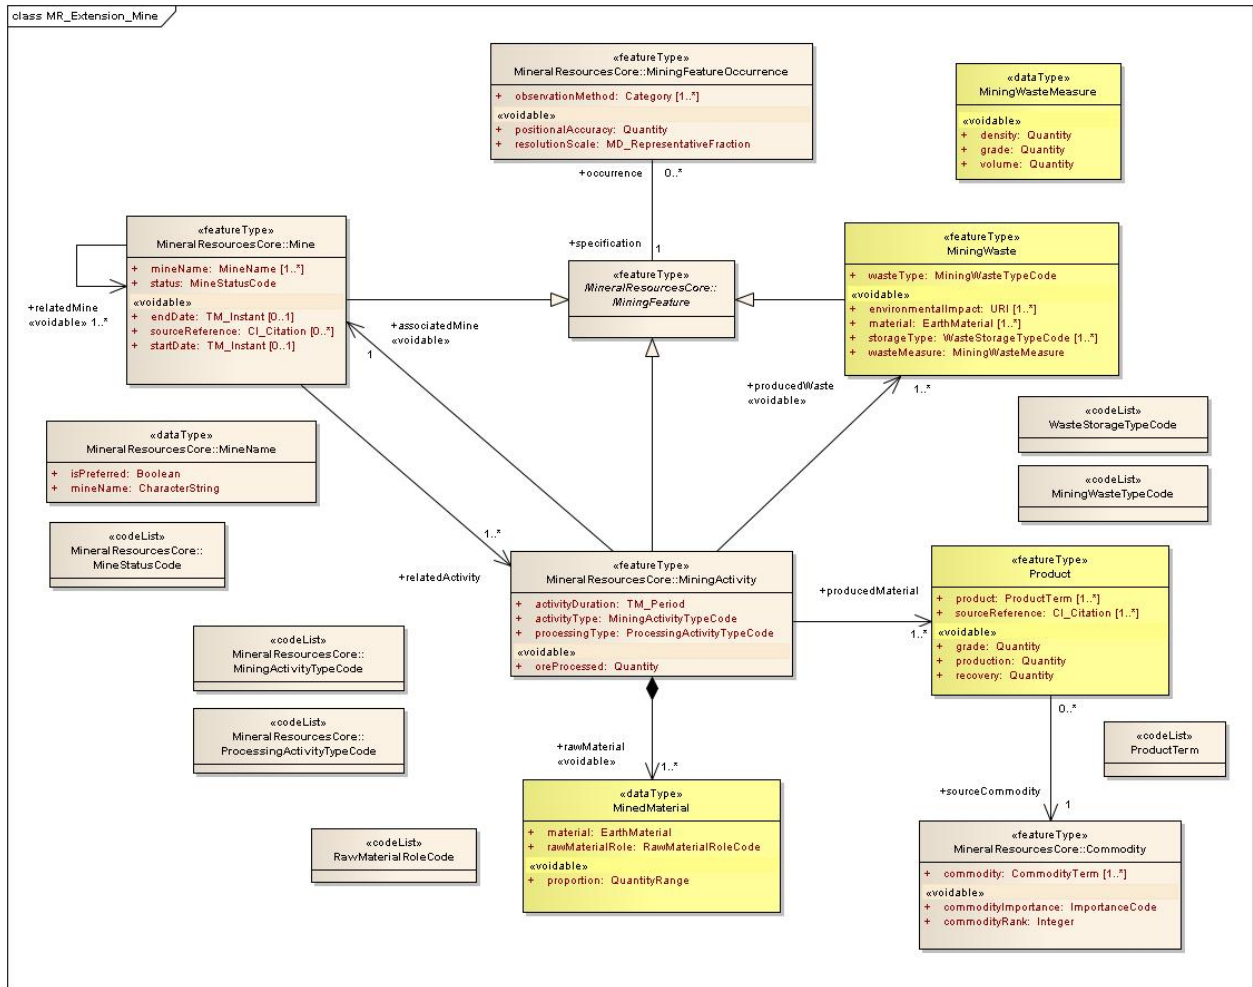 class MR_Extension_Mine
«featureType»
MineralResourcesCore::MiningFeatureOccurrence
+ observationMethod: Category [1..*]
«voidable»
+ positionalAccuracy: Quantity
+ resolutionScale: MD_RepresentativeFraction
«dataType»
MiningWasteMeasure
«voidable»
+ density: Quantity
+ grade: Quantity
+ volume: Quantity
+occurrence 0..*
+specification 1
«featureType»
MineralResourcesCore::Mine
+ mineName: MineName [1..*]
+ status: MineStatusCode
«voidable»
+ endDate: TM_Instant [0..1]
+ sourceReference: CI_Citation [0..*]
+ startDate: TM_Instant [0..1]
+relatedMine
«voidable» 1..*
«featureType»
MineralResourcesCore::
MiningFeature
«featureType»
MiningWaste
+ wasteType: MiningWasteTypeCode
«voidable»
+ environmentalImpact: URI [1..*]
+ material: EarthMaterial [1..*]
+ storageType: WasteStorageTypeCode [1..*]
+ wasteMeasure: MiningWasteMeasure
+associatedMine
«voidable»
1
+producedWaste
«voidable»
1..*
«codeList»
WasteStorageTypeCode
«codeList»
MiningWasteTypeCode
«dataType»
MineralResourcesCore::MineName
+ isPreferred: Boolean
+ mineName: CharacterString
«codeList»
MineralResourcesCore::
MineStatusCode
1..*
+relatedActivity
«featureType»
MineralResourcesCore::MiningActivity
+ activityDuration: TM_Period
+ activityType: MiningActivityTypeCode
+ processingType: ProcessingActivityTypeCode
«voidable»
+ oreProcessed: Quantity
+producedMaterial
1..*
«featureType»
Product
+ product: ProductTerm [1..*]
+ sourceReference: CI_Citation [1..*]
«voidable»
+ grade: Quantity
+ production: Quantity
+ recovery: Quantity
«codeList»
MineralResourcesCore::
MiningActivityTypeCode
«codeList»
MineralResourcesCore::
ProcessingActivityTypeCode
0..*
«codeList»
ProductTerm
+rawMaterial
«voidable»
1..*
«dataType»
MinedMaterial
+ material: EarthMaterial
+ rawMaterialRole: RawMaterialRoleCode
«voidable»
+ proportion: QuantityRange
«codeList»
RawMaterialRoleCode
+sourceCommodity
1
«featureType»
MineralResourcesCore::Commodity
+ commodity: CommodityTerm [1..*]
«voidable»
+ commodityImportance: ImportanceCode
+ commodityRank: Integer